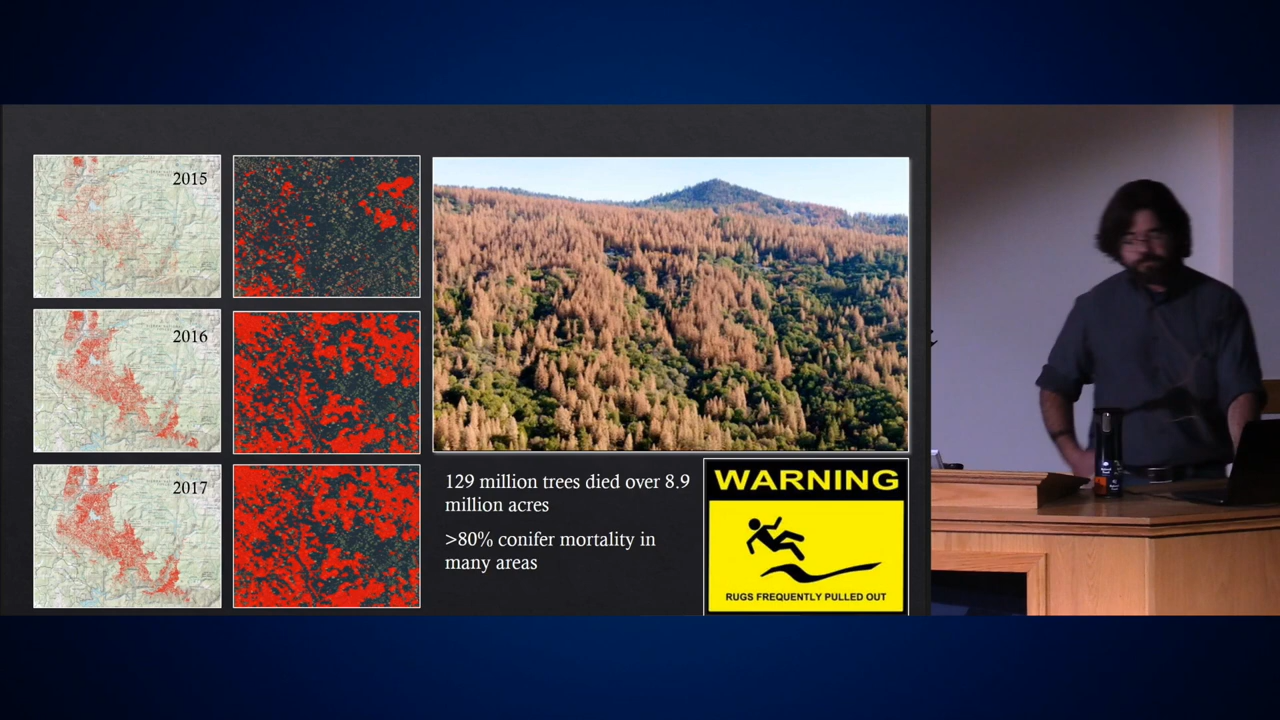 2015
2016
2017
129 million trees died over 8.9
million acres
>80% conifer mortality in
many areas
WARNING
RUGS FREQUENTLY PULLED OUT